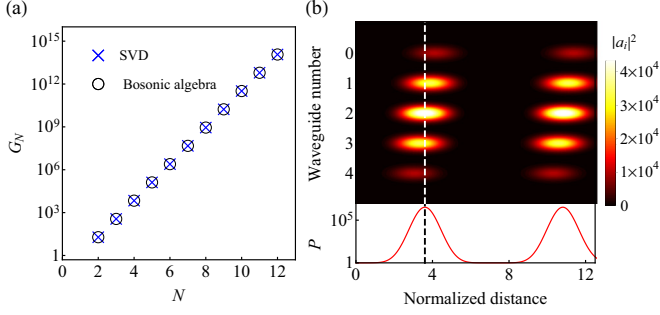 (a)
10^15
10^12
10^9
10^6
10^3
1
G_N
SVD
Bosonic algebra
0 2 4 6 8 10 12
N
(b)
Waveguide number
0
1
2
3
4
|a_i|^2
4×10^4
3×10^4
2×10^4
1×10^4
0
P
10^5
1
0 4 8 12
Normalized distance